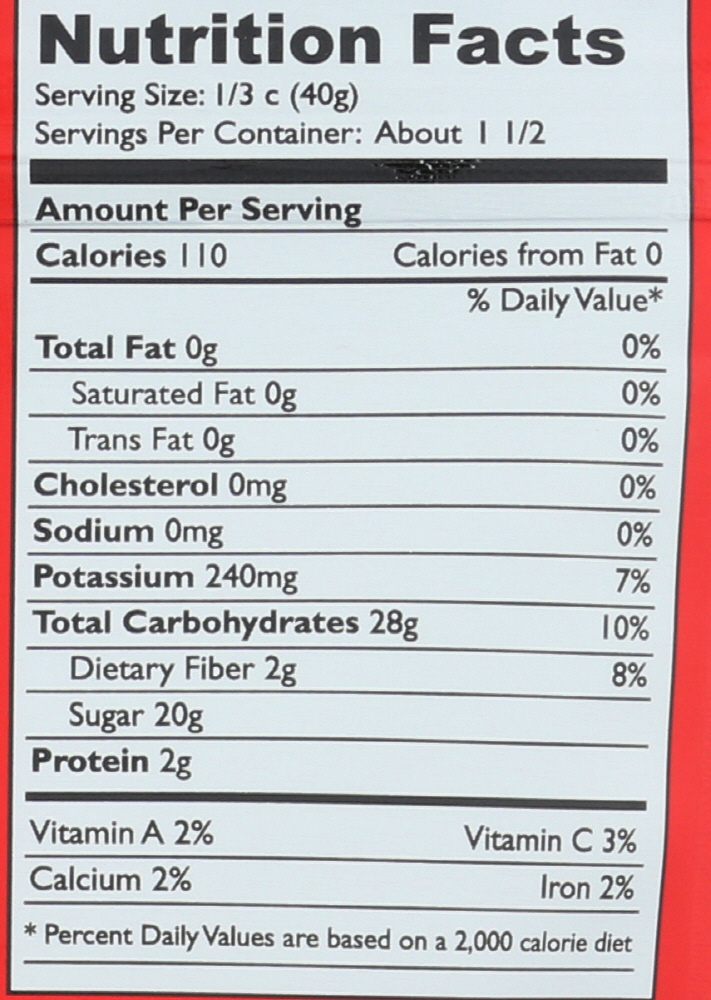 Nutrition Facts
Serving Size: 1/3 c (40g)
Servings Per Container: About 1 1/2
Amount Per Serving
Calories 110 Calories from Fat 0
% Daily Value*
Total Fat 0g 0%
Saturated Fat 0g 0%
Trans Fat 0g 0%
Cholesterol 0mg 0%
Sodium 0mg 0%
Potassium 240mg 7%
Total Carbohydrates 28g 10%
Dietary Fiber 2g 8%
Sugar 20g
Protein 2g
Vitamin A 2% Vitamin C 3%
Calcium 2% Iron 2%
* Percent Daily Values are based on a 2,000 calorie diet